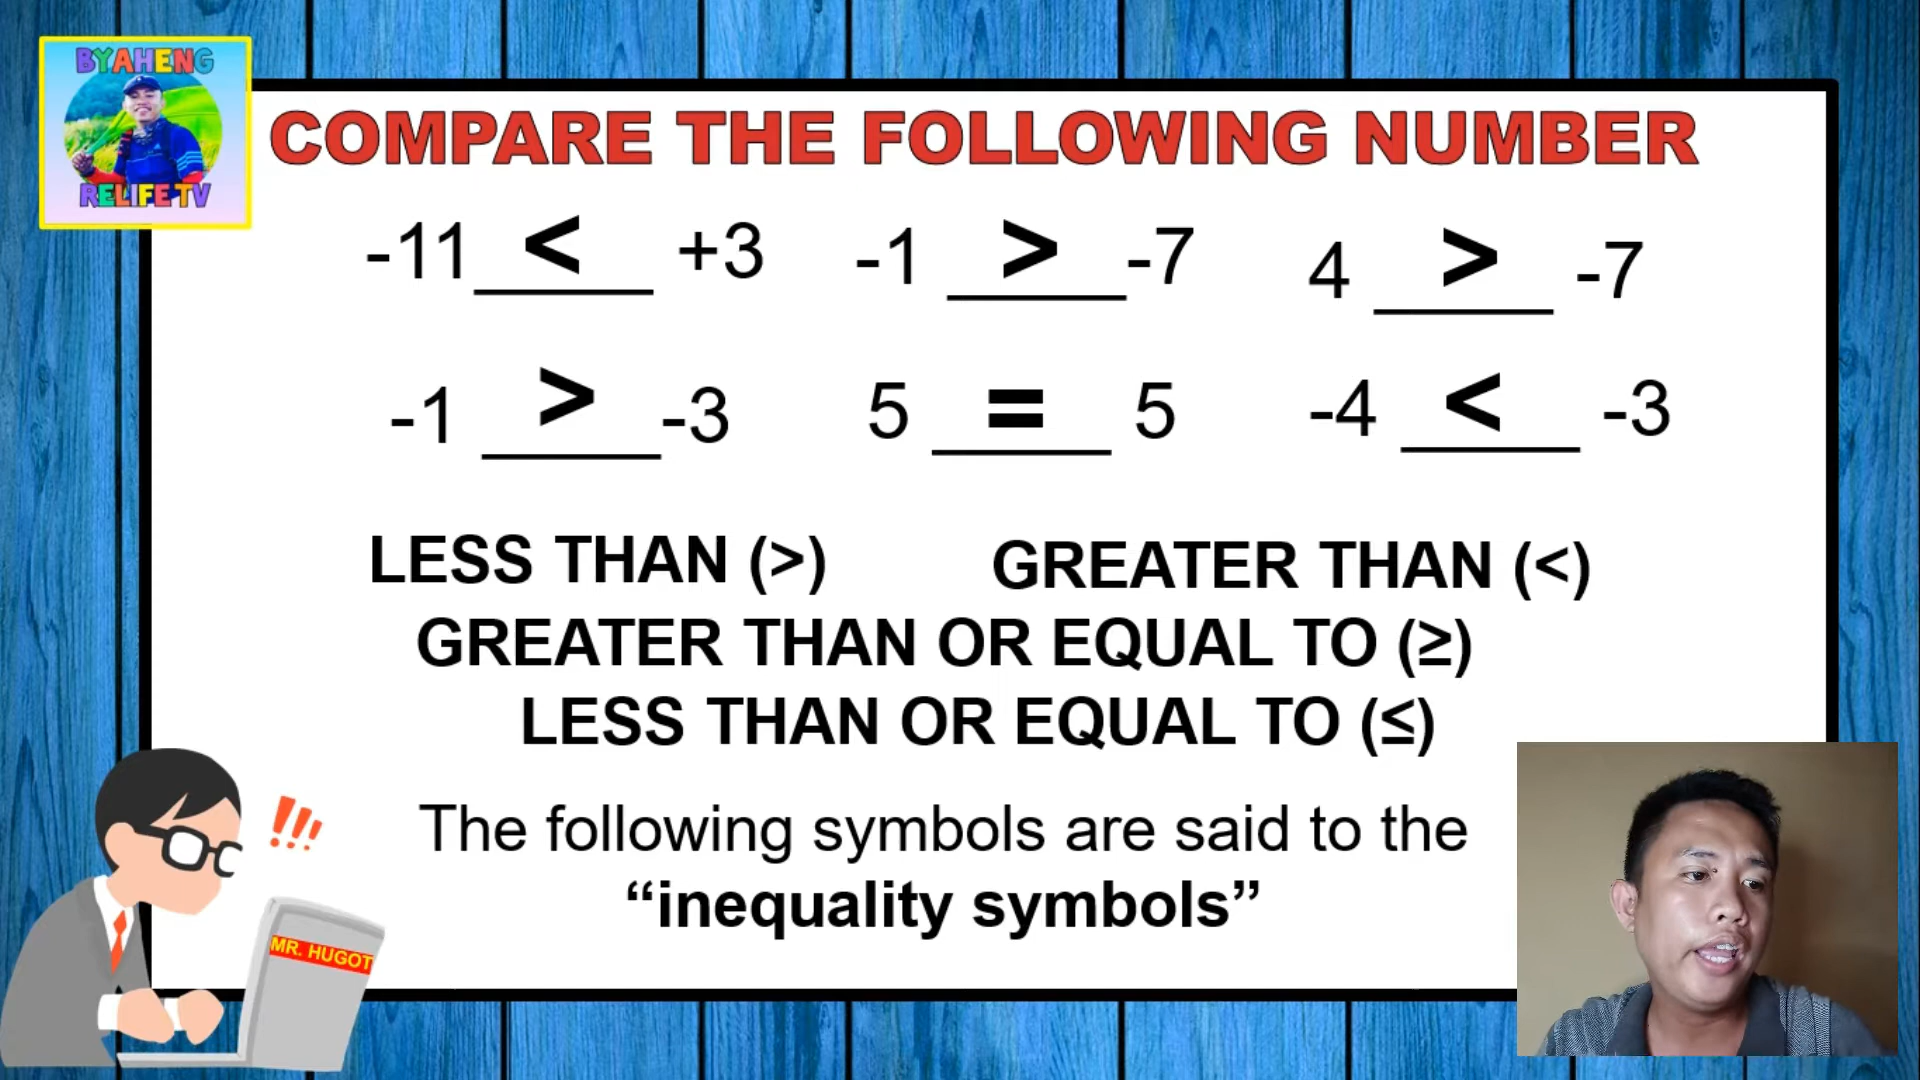 BYAHENG
RELIFE TV
COMPARE THE FOLLOWING NUMBER
-11 < +3 -1 > -7 4 > -7
-1 > -3 5 = 5 -4 < -3
LESS THAN (>) GREATER THAN (<)
GREATER THAN OR EQUAL TO (≥)
LESS THAN OR EQUAL TO (≤)
The following symbols are said to the
“inequality symbols”
MR. HUGOT